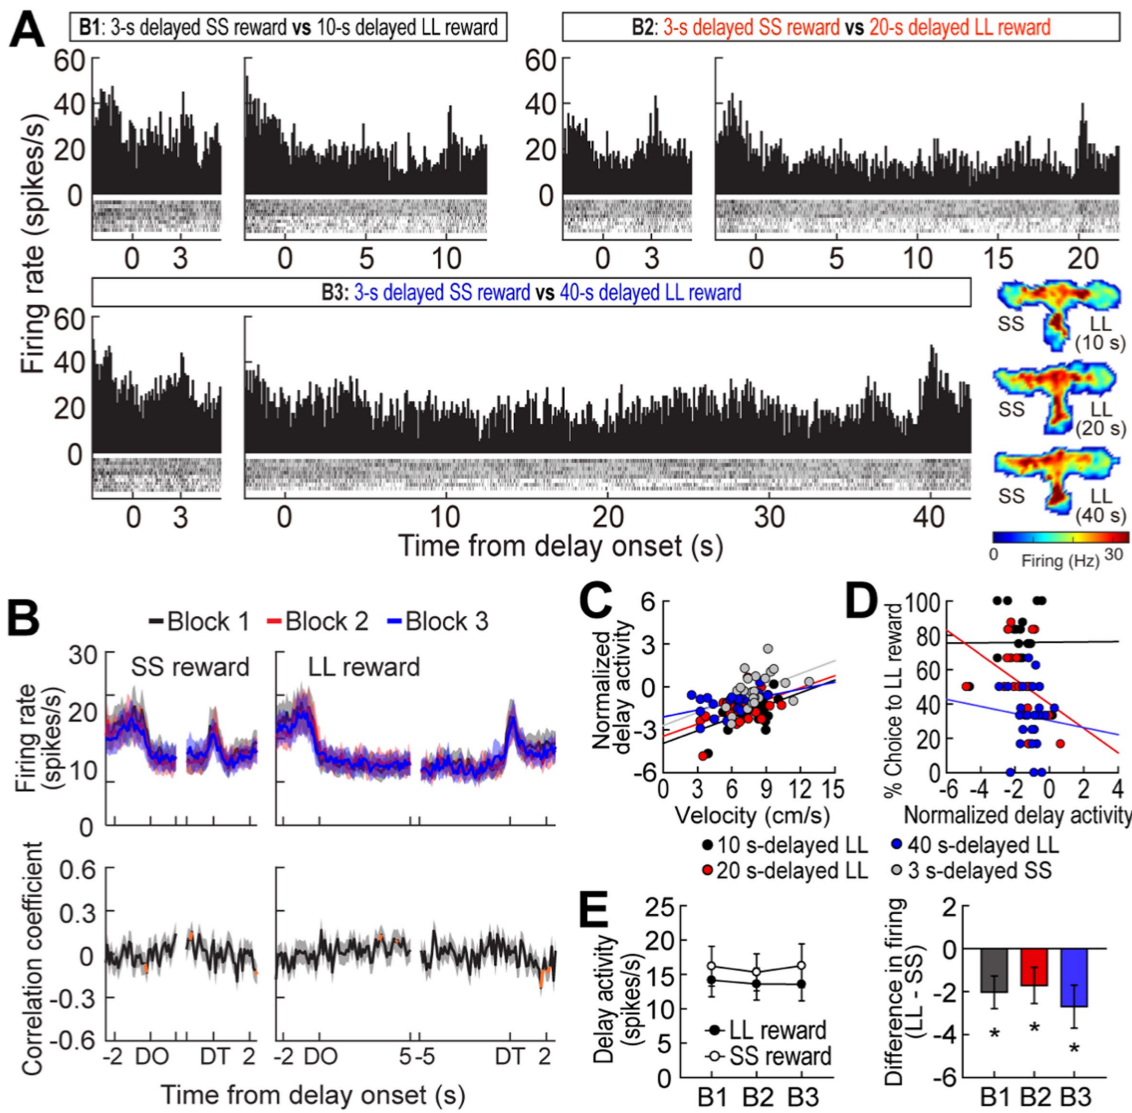 A
B1: 3-s delayed SS reward vs 10-s delayed LL reward
B2: 3-s delayed SS reward vs 20-s delayed LL reward
Firing rate (spikes/s)
60
40
20
0
60
40
20
0
0 3
0 5 10
0 3
0 5 10 15 20
B3: 3-s delayed SS reward vs 40-s delayed LL reward
60
40
20
0
0 3
0 10 20 30 40
Time from delay onset (s)
SS LL
(10 s)
SS LL
(20 s)
SS LL
(40 s)
0 Firing (Hz) 30
B
Block 1 Block 2 Block 3
SS reward LL reward
Firing rate
(spikes/s)
30
20
10
0
Correlation coefficient
0.6
0.3
0
-0.3
-0.6
-2 DO DT 2
-2 DO 5 -5 DT 2
Time from delay onset (s)
C
Normalized
delay activity
6
3
0
-3
-6
0 3 6 9 12 15
Velocity (cm/s)
D
% Choice to LL reward
100
80
60
40
20
0
-6 -4 -2 0 2 4
Normalized delay activity
10 s-delayed LL
40 s-delayed LL
20 s-delayed LL
3 s-delayed SS
E
Delay activity
(spikes/s)
25
20
15
10
5
0
LL reward
SS reward
B1 B2 B3
Difference in firing
(LL - SS)
2
0
-2
-4
-6
* * *
B1 B2 B3